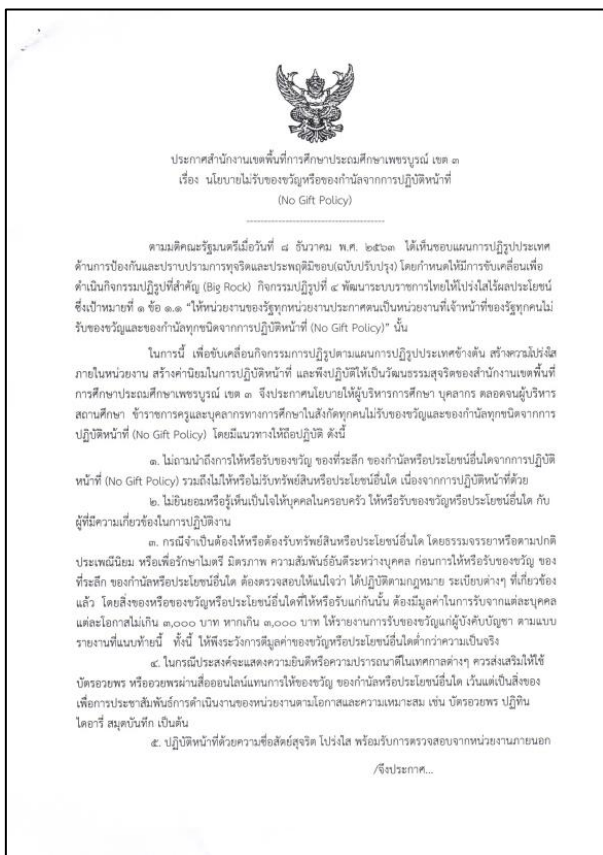 ประกาศสำนักงานเขตพื้นที่การศึกษาประถมศึกษาเพชรบูรณ์ เขต ๓
เรื่อง นโยบายไม่รับของขวัญหรือของกำนัลจากการปฏิบัติหน้าที่
(No Gift Policy)
ตามมติคณะรัฐมนตรีเมื่อวันที่ ๘ ธันวาคม พ.ศ. ๒๕๖๓ ได้เห็นชอบแผนการปฏิรูปประเทศ
ด้านการป้องกันและปราบปรามการทุจริตและประพฤติมิชอบ(ฉบับปรับปรุง) โดยกำหนดให้มีการขับเคลื่อนเพื่อ
ดำเนินกิจกรรมปฏิรูปที่สำคัญ (Big Rock) กิจกรรมปฏิรูปที่ ๔ พัฒนาระบบราชการไทยให้โปร่งใสไร้ผลประโยชน์
ซึ่งเป้าหมายที่ ๑ ข้อ ๑.๑ "ให้หน่วยงานของรัฐทุกหน่วยงานประกาศตนเป็นหน่วยงานที่เจ้าหน้าที่ของรัฐทุกคนไม่
รับของขวัญและของกำนัลทุกชนิดจากการปฏิบัติหน้าที่ (No Gift Policy)" นั้น
ในการนี้ เพื่อขับเคลื่อนกิจกรรมการปฏิรูปตามแผนการปฏิรูปประเทศข้างต้น สร้างความโปร่งใส
ภายในหน่วยงาน สร้างค่านิยมในการปฏิบัติหน้าที่ และพึงปฏิบัติให้เป็นวัฒนธรรมสุจริตของสำนักงานเขตพื้นที่
การศึกษาประถมศึกษาเพชรบูรณ์ เขต ๓ จึงประกาศนโยบายให้ผู้บริหารการศึกษา บุคลากร ตลอดจนผู้บริหาร
สถานศึกษา ข้าราชการครูและบุคลากรทางการศึกษาในสังกัดทุกคนไม่รับของขวัญและของกำนัลทุกชนิดจากการ
ปฏิบัติหน้าที่ (No Gift Policy) โดยมีแนวทางให้ถือปฏิบัติ ดังนี้
๑. ไม่ถามนำถึงการให้หรือรับของขวัญ ของที่ระลึก ของกำนัลหรือประโยชน์อื่นใดจากการปฏิบัติ
หน้าที่ (No Gift Policy) รวมถึงไม่ให้หรือไม่รับทรัพย์สินหรือประโยชน์อื่นใด เนื่องจากการปฏิบัติหน้าที่ด้วย
๒. ไม่ยินยอมหรือรู้เห็นเป็นใจให้บุคคลในครอบครัว ให้หรือรับของขวัญหรือประโยชน์อื่นใด กับ
ผู้ที่มีความเกี่ยวข้องในการปฏิบัติงาน
๓. กรณีจำเป็นต้องให้หรือต้องรับทรัพย์สินหรือประโยชน์อื่นใด โดยธรรมจรรยาหรือตามปกติ
ประเพณีนิยม หรือเพื่อรักษาไมตรี มิตรภาพ ความสัมพันธ์อันดีระหว่างบุคคล ก่อนการให้หรือรับของขวัญ ของ
ที่ระลึก ของกำนัลหรือประโยชน์อื่นใด ต้องตรวจสอบให้แน่ใจว่า ได้ปฏิบัติตามกฎหมาย ระเบียบต่างๆ ที่เกี่ยวข้อง
แล้ว โดยสิ่งของหรือของขวัญหรือประโยชน์อื่นใดที่ให้หรือรับแก่กันนั้น ต้องมีมูลค่าในการรับจากแต่ละบุคคล
แต่ละโอกาสไม่เกิน ๓,๐๐๐ บาท หากเกิน ๓,๐๐๐ บาท ให้รายงานการรับของขวัญแก่ผู้บังคับบัญชา ตามแบบ
รายงานที่แนบท้ายนี้ ทั้งนี้ ให้พึงระวังการตีมูลค่าของขวัญหรือประโยชน์อื่นใดต่ำกว่าความเป็นจริง
๔. ในกรณีประสงค์จะแสดงความยินดีหรือความปรารถนาดีในเทศกาลต่างๆ ควรส่งเสริมให้ใช้
บัตรอวยพร หรืออวยพรผ่านสื่อออนไลน์แทนการให้ของขวัญ ของกำนัลหรือประโยชน์อื่นใด เว้นแต่เป็นสิ่งของ
เพื่อการประชาสัมพันธ์การดำเนินงานของหน่วยงานตามโอกาสและความเหมาะสม เช่น บัตรอวยพร ปฏิทิน
ไดอารี่ สมุดบันทึก เป็นต้น
๕. ปฏิบัติหน้าที่ด้วยความซื่อสัตย์สุจริต โปร่งใส พร้อมรับการตรวจสอบจากหน่วยงานภายนอก
/จึงประกาศ...